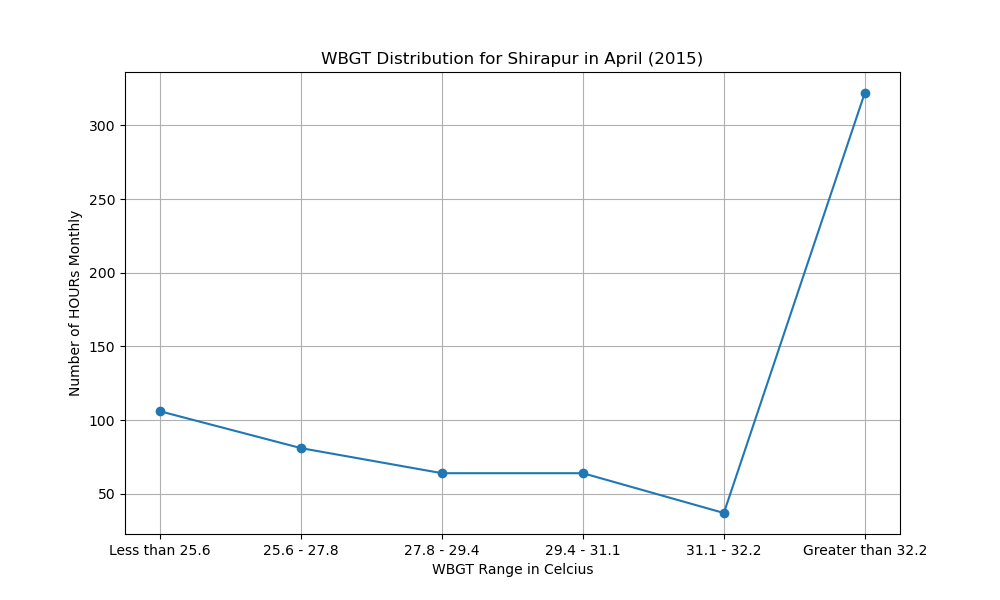 WBGT Distribution for Shirapur in April (2015)
Number of HOURs Monthly
300
250
200
150
100
50
Less than 25.6
25.6 - 27.8
27.8 - 29.4
29.4 - 31.1
31.1 - 32.2
Greater than 32.2
WBGT Range in Celcius